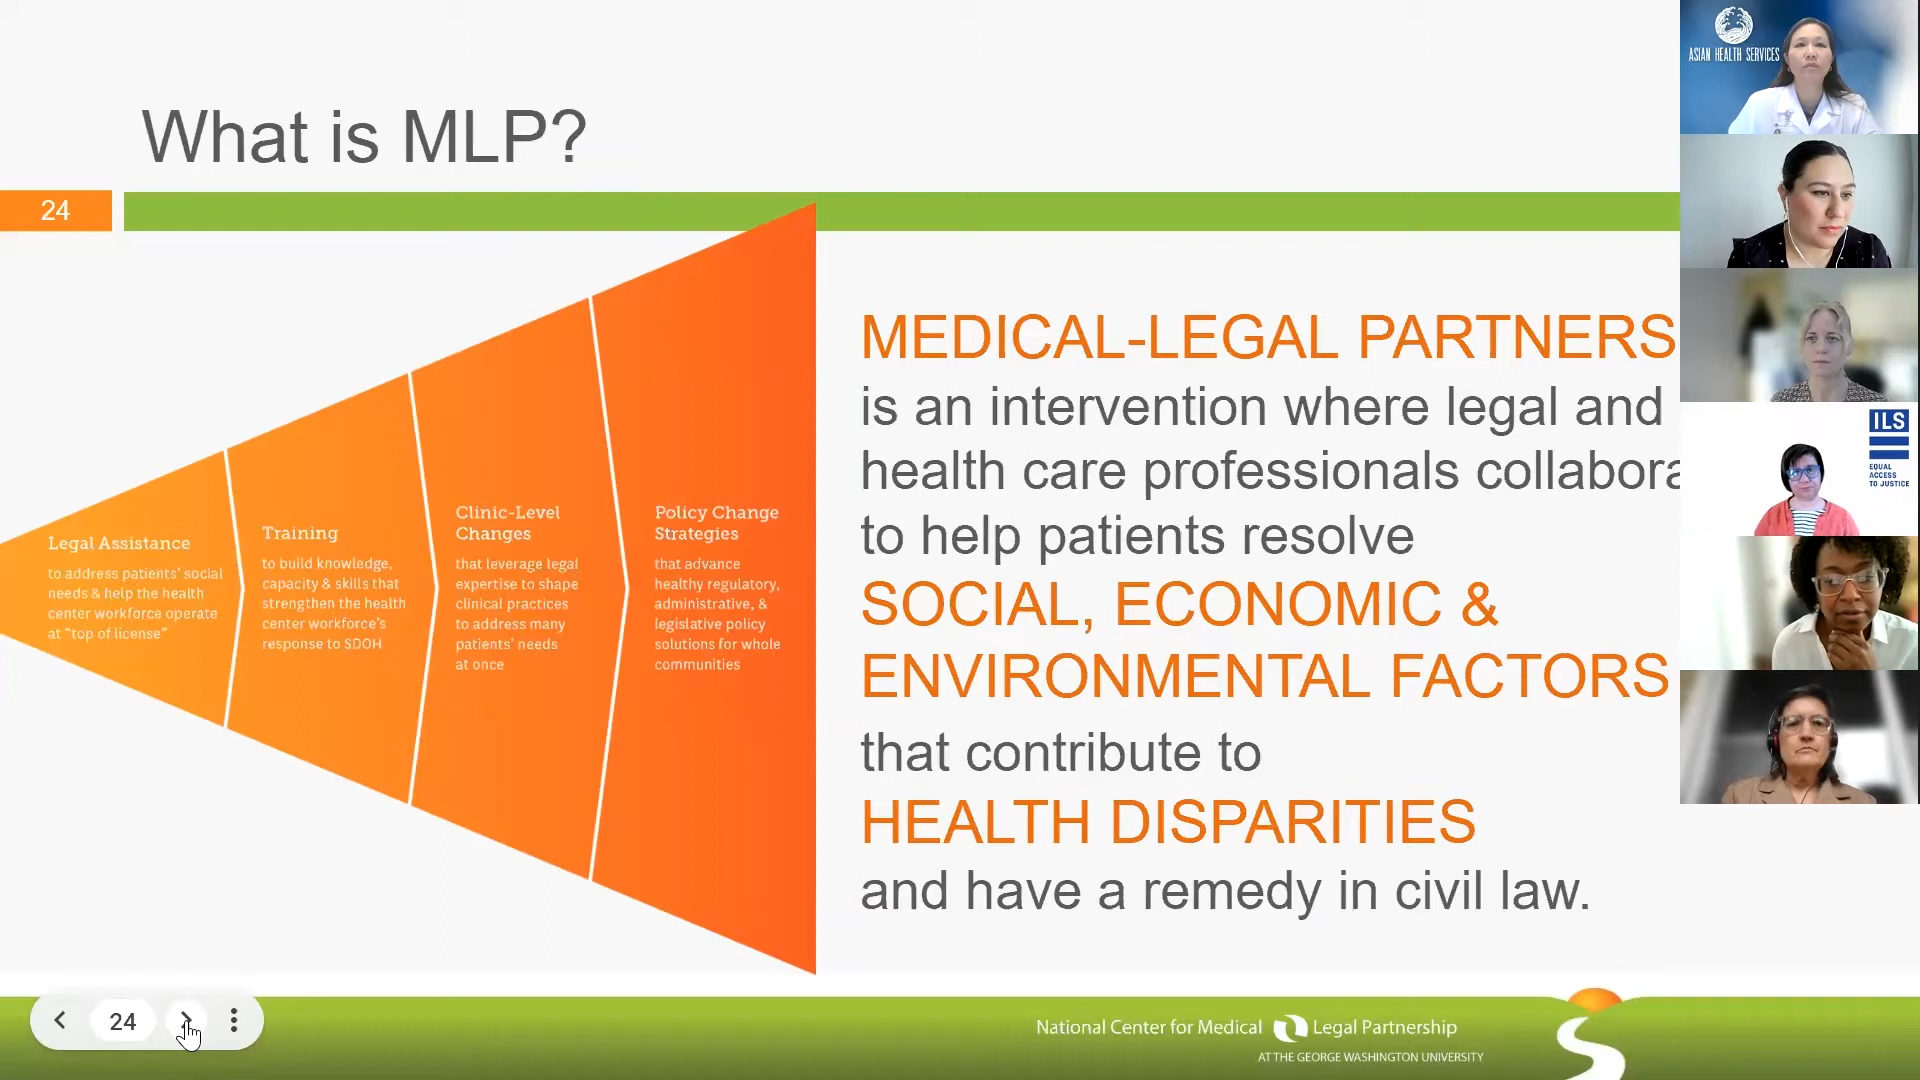 What is MLP?
24
Legal Assistance
to address patients' social
needs & help the health
center workforce operate
at "top of license"
Training
to build knowledge,
capacity & skills that
strengthen the health
center workforce's
response to SDOH
Clinic-Level
Changes
that leverage legal
expertise to shape
clinical practices
to address many
patients' needs
at once
Policy Change
Strategies
that advance
healthy regulatory,
administrative, &
legislative policy
solutions for whole
communities
MEDICAL-LEGAL PARTNERS
is an intervention where legal and
health care professionals collabora
to help patients resolve
SOCIAL, ECONOMIC &
ENVIRONMENTAL FACTORS
that contribute to
HEALTH DISPARITIES
and have a remedy in civil law.
ASIAN HEALTH SERVICES
ILS
EQUAL
ACCESS
TO JUSTICE
24
National Center for Medical Legal Partnership
AT THE GEORGE WASHINGTON UNIVERSITY